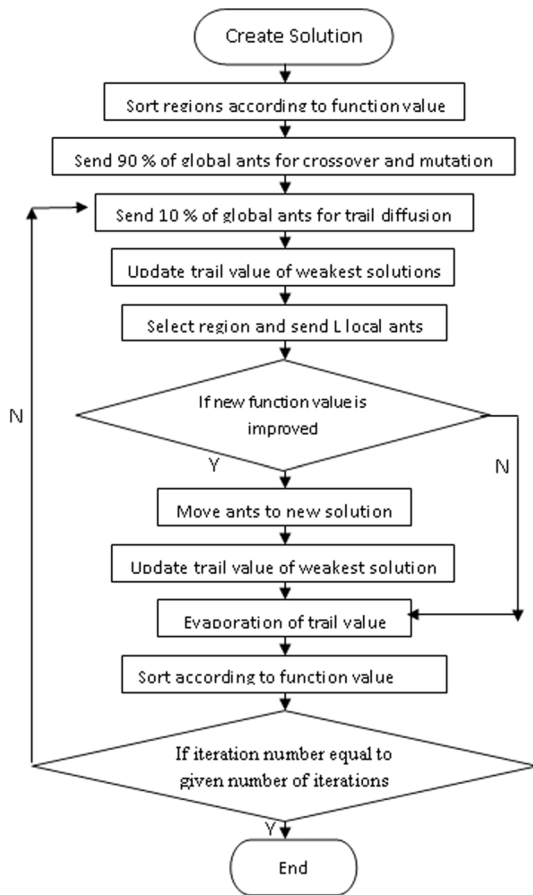 Create Solution
Sort regions according to function value
Send 90 % of global ants for crossover and mutation
Send 10 % of global ants for trail diffusion
Update trail value of weakest solutions
Select region and send L local ants
If new function value is
improved
N
Y
N
Move ants to new solution
Update trail value of weakest solution
Evaporation of trail value
Sort according to function value
If iteration number equal to
given number of iterations
Y
End